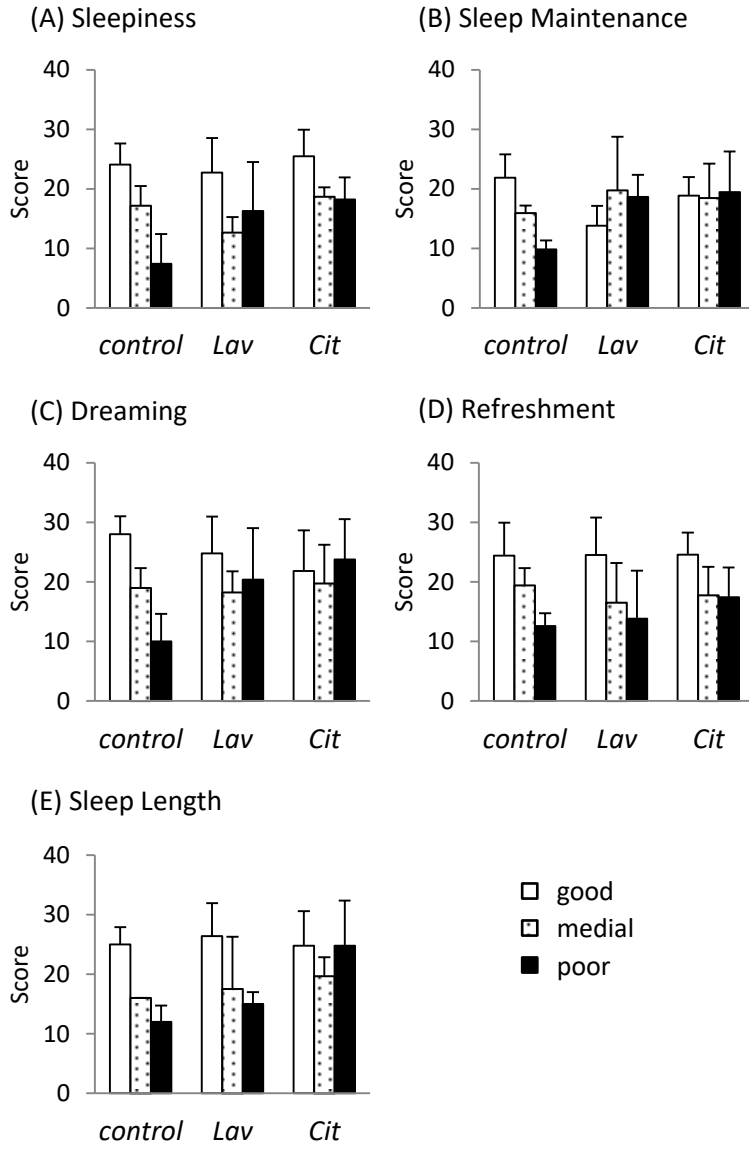 (A) Sleepiness
40
30
20
10
0
Score
control Lav Cit
(B) Sleep Maintenance
40
30
20
10
0
Score
control Lav Cit
(C) Dreaming
40
30
20
10
0
Score
control Lav Cit
(D) Refreshment
40
30
20
10
0
Score
control Lav Cit
(E) Sleep Length
40
30
20
10
0
Score
control Lav Cit
good
medial
poor